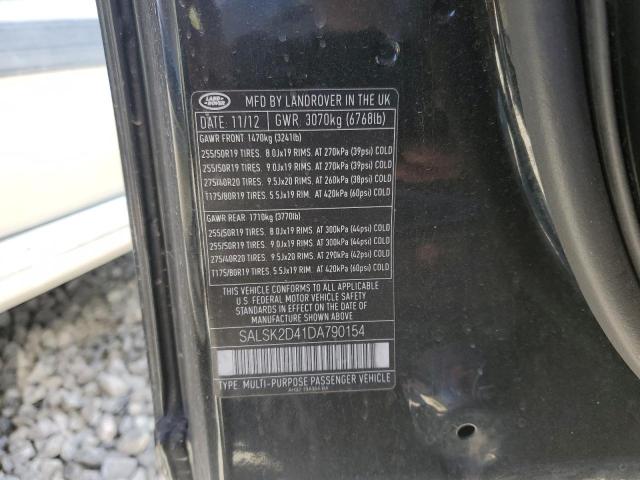 LAND ROVER
MFD BY LANDROVER IN THE UK
DATE: 11/12 GWR: 3070kg (6768lb)
GAWR FRONT 1470kg (3241lb)
255/50R19 TIRES. 8.0Jx19 RIMS. AT 270kPa (39psi) COLD
255/50R19 TIRES. 9.0Jx19 RIMS. AT 270kPa (39psi) COLD
275/40R20 TIRES. 9.5Jx20 RIMS. AT 260kPa (38psi) COLD
T175/80R19 TIRES. 5.5Jx19 RIM. AT 420kPa (60psi) COLD
GAWR REAR 1710kg (3770lb)
255/50R19 TIRES. 8.0Jx19 RIMS. AT 300kPa (44psi) COLD
255/50R19 TIRES. 9.0Jx19 RIMS. AT 300kPa (44psi) COLD
275/40R20 TIRES. 9.5Jx20 RIMS. AT 290kPa (42psi) COLD
T175/80R19 TIRES. 5.5Jx19 RIM. AT 420kPa (60psi) COLD
THIS VEHICLE CONFORMS TO ALL APPLICABLE
U.S. FEDERAL MOTOR VEHICLE SAFETY
STANDARDS IN EFFECT ON THE DATE OF
MANUFACTURE SHOWN ABOVE.
SALSK2D41DA790154
TYPE: MULTI-PURPOSE PASSENGER VEHICLE